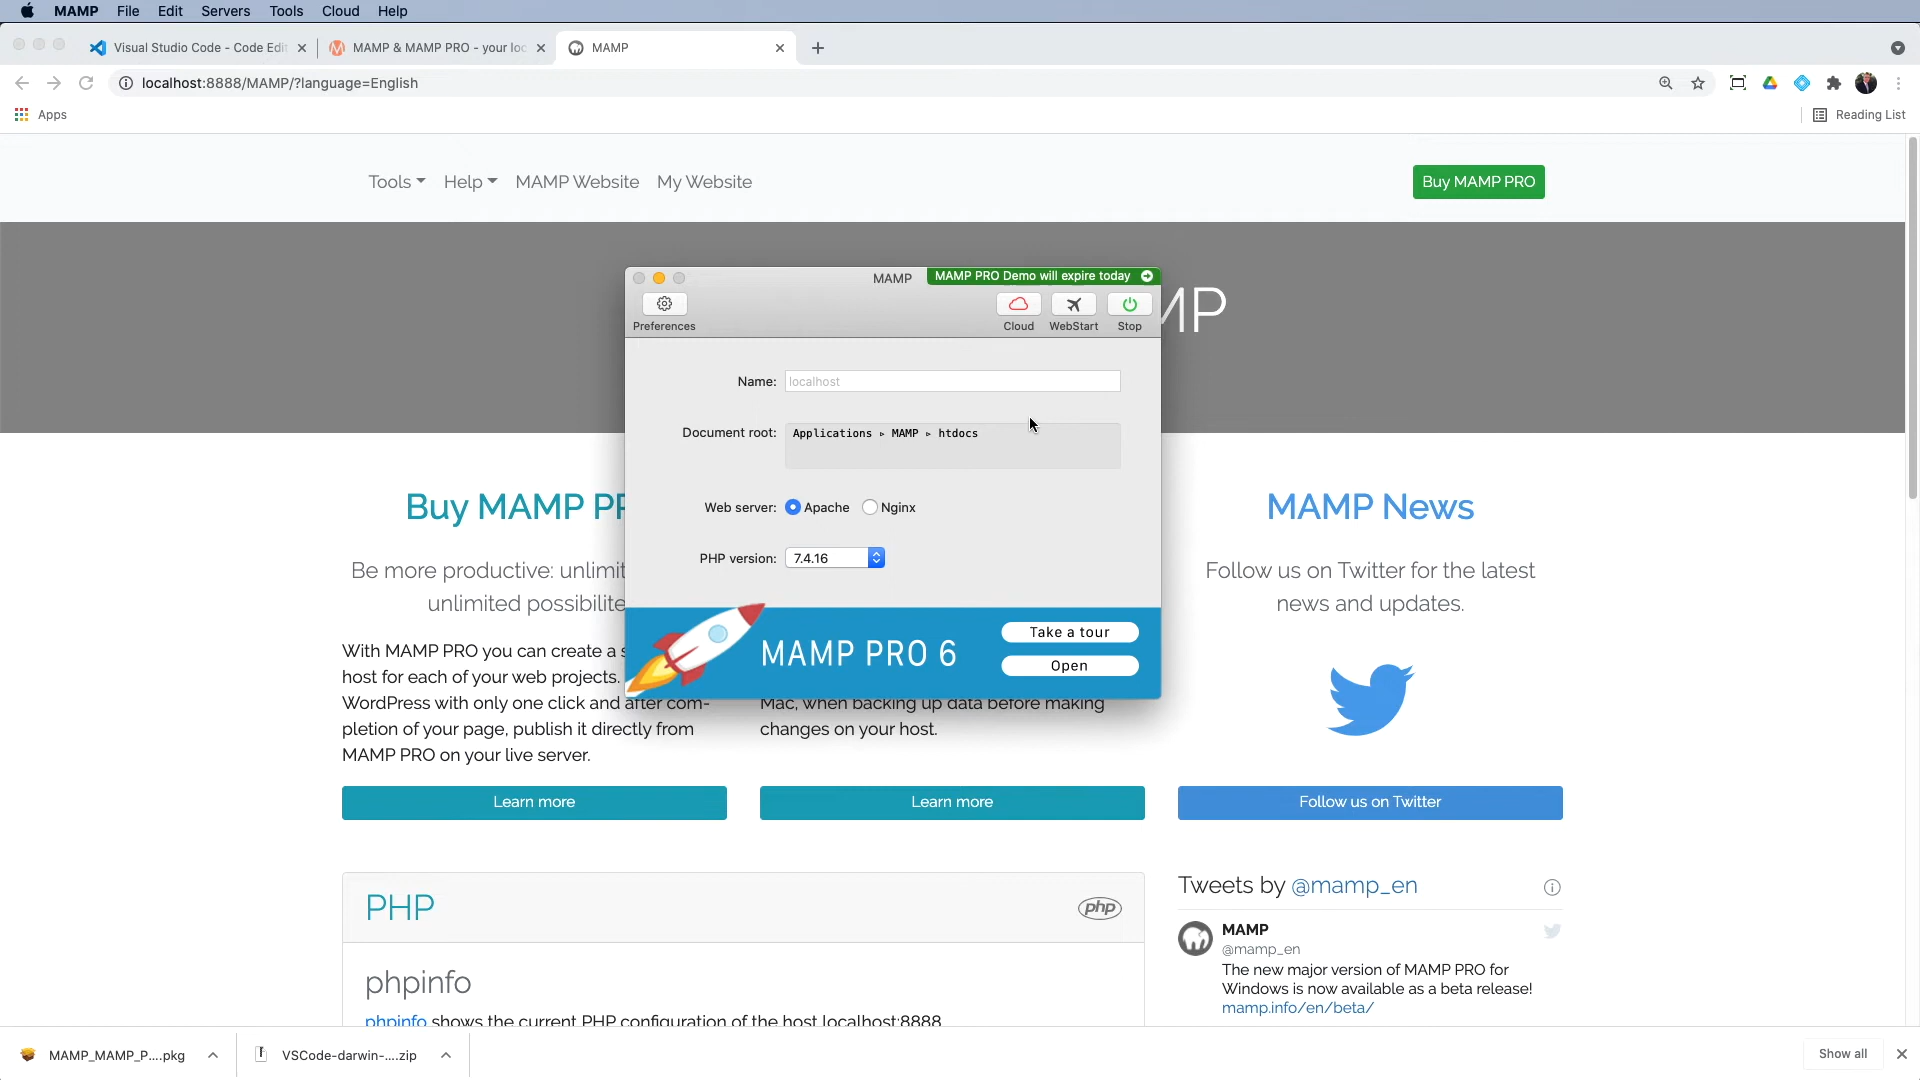 MAMP File Edit Servers Tools Cloud Help
Visual Studio Code - Code Edit
MAMP & MAMP PRO - your loc
MAMP
localhost:8888/MAMP/?language=English
Apps
Reading List
Tools Help MAMP Website My Website
Buy MAMP PRO
MAMP
MAMP PRO Demo will expire today
Preferences
Cloud WebStart Stop
Name: localhost
Document root: Applications ▹ MAMP ▹ htdocs
Web server: Apache Nginx
PHP version: 7.4.16
MAMP PRO 6
Take a tour
Open
MP
Buy MAMP PR
Be more productive: unlimit
unlimited possibilite
With MAMP PRO you can create a s
host for each of your web projects.
WordPress with only one click and after com-
pletion of your page, publish it directly from
MAMP PRO on your live server.
Learn more
Mac, when backing up data before making
changes on your host.
Learn more
MAMP News
Follow us on Twitter for the latest
news and updates.
Follow us on Twitter
PHP
php
phpinfo
phpinfo shows the current PHP configuration of the host localhost:8888
Tweets by @mamp_en
MAMP
@mamp_en
The new major version of MAMP PRO for
Windows is now available as a beta release!
mamp.info/en/beta/
MAMP_MAMP_P....pkg
VSCode-darwin-....zip
Show all